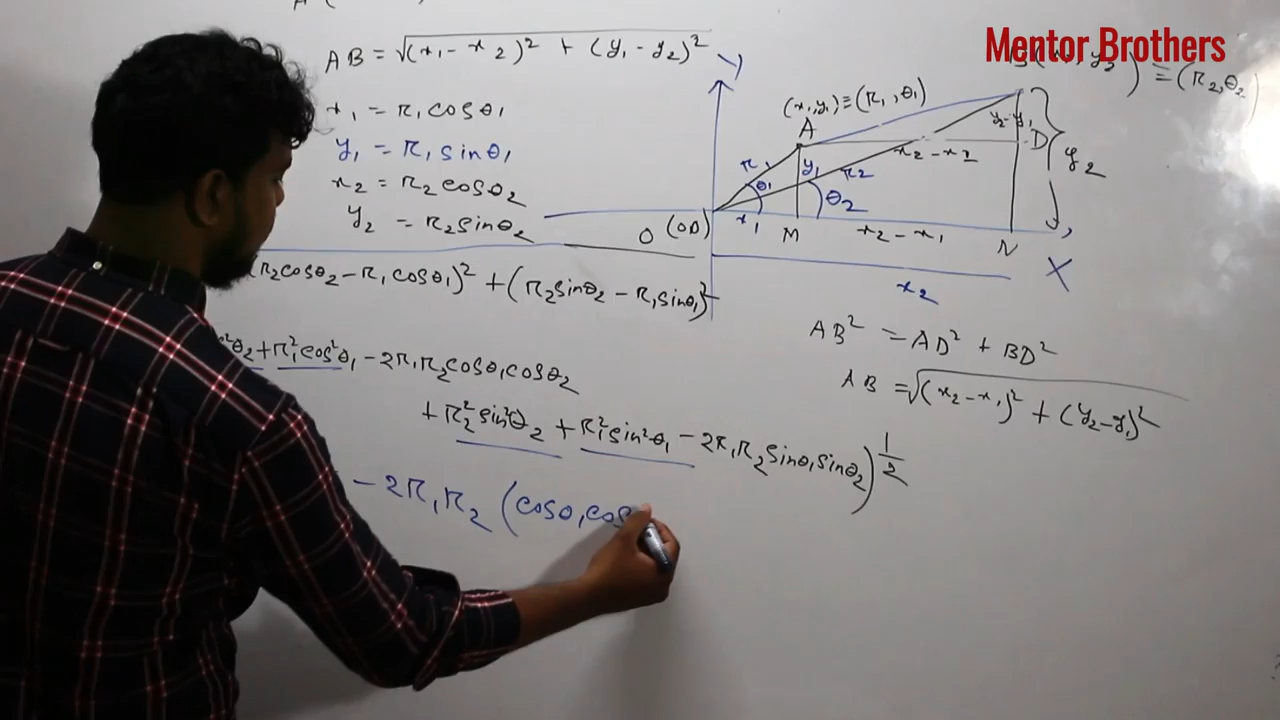 Mentor Brothers
AB = √(x₁ - x₂)² + (y₁ - y₂)²
x₁ = r₁ cosθ₁
y₁ = r₁ sinθ₁
x₂ = r₂ cosθ₂
y₂ = r₂ sinθ₂
(r₂cosθ₂ - r₁cosθ₁)² + (r₂sinθ₂ - r₁sinθ₁)²
²θ₂ + r₁²cos²θ₁ - 2r₁r₂cosθ₁cosθ₂
+ r₂²sin²θ₂ + r₁²sin²θ₁ - 2r₁r₂sinθ₁sinθ₂)^(1/2)
- 2r₁r₂ (cosθ₁cos
Y
, y₂) ≡ (r₂, θ₂)
(x₁, y₁) ≡ (r₁, θ₁)
A
y₂-y₁
D
x₂ - x₂
y₂
r₁
y₁
r₂
θ₁
θ₂
O
x₁
M
x₂ - x₁
N
X
x₂
AB² = AD² + BD²
AB = √(x₂ - x₁)² + (y₂ - y₁)²